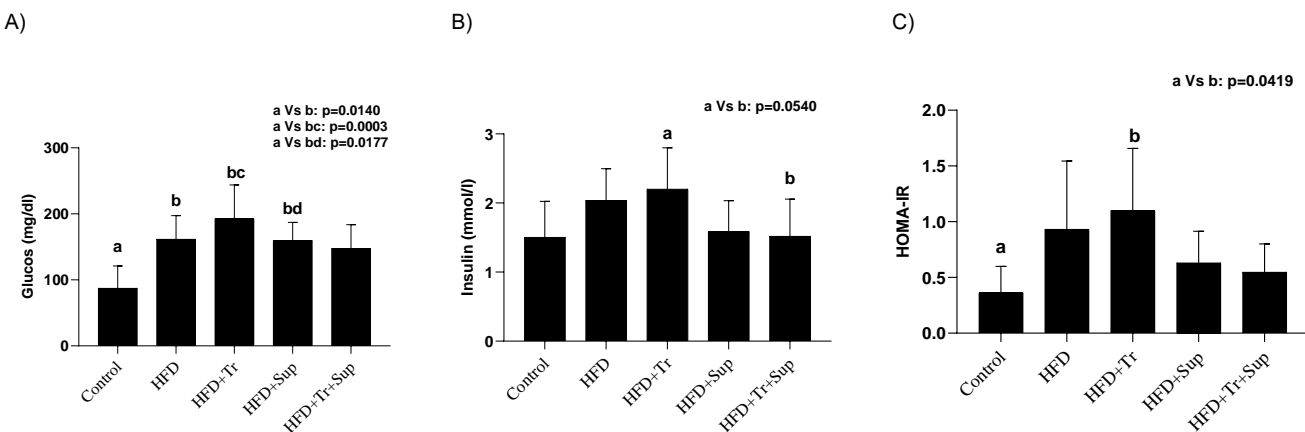 A)
a Vs b: p=0.0140
a Vs bc: p=0.0003
a Vs bd: p=0.0177
Glucos (mg/dl)
300
200
100
0
a
b
bc
bd
Control
HFD
HFD+Tr
HFD+Sup
HFD+Tr+Sup
B)
a Vs b: p=0.0540
Insulin (mmol/l)
3
2
1
0
a
b
Control
HFD
HFD+Tr
HFD+Sup
HFD+Tr+Sup
C)
a Vs b: p=0.0419
HOMA-IR
2.0
1.5
1.0
0.5
0.0
a
b
Control
HFD
HFD+Tr
HFD+Sup
HFD+Tr+Sup